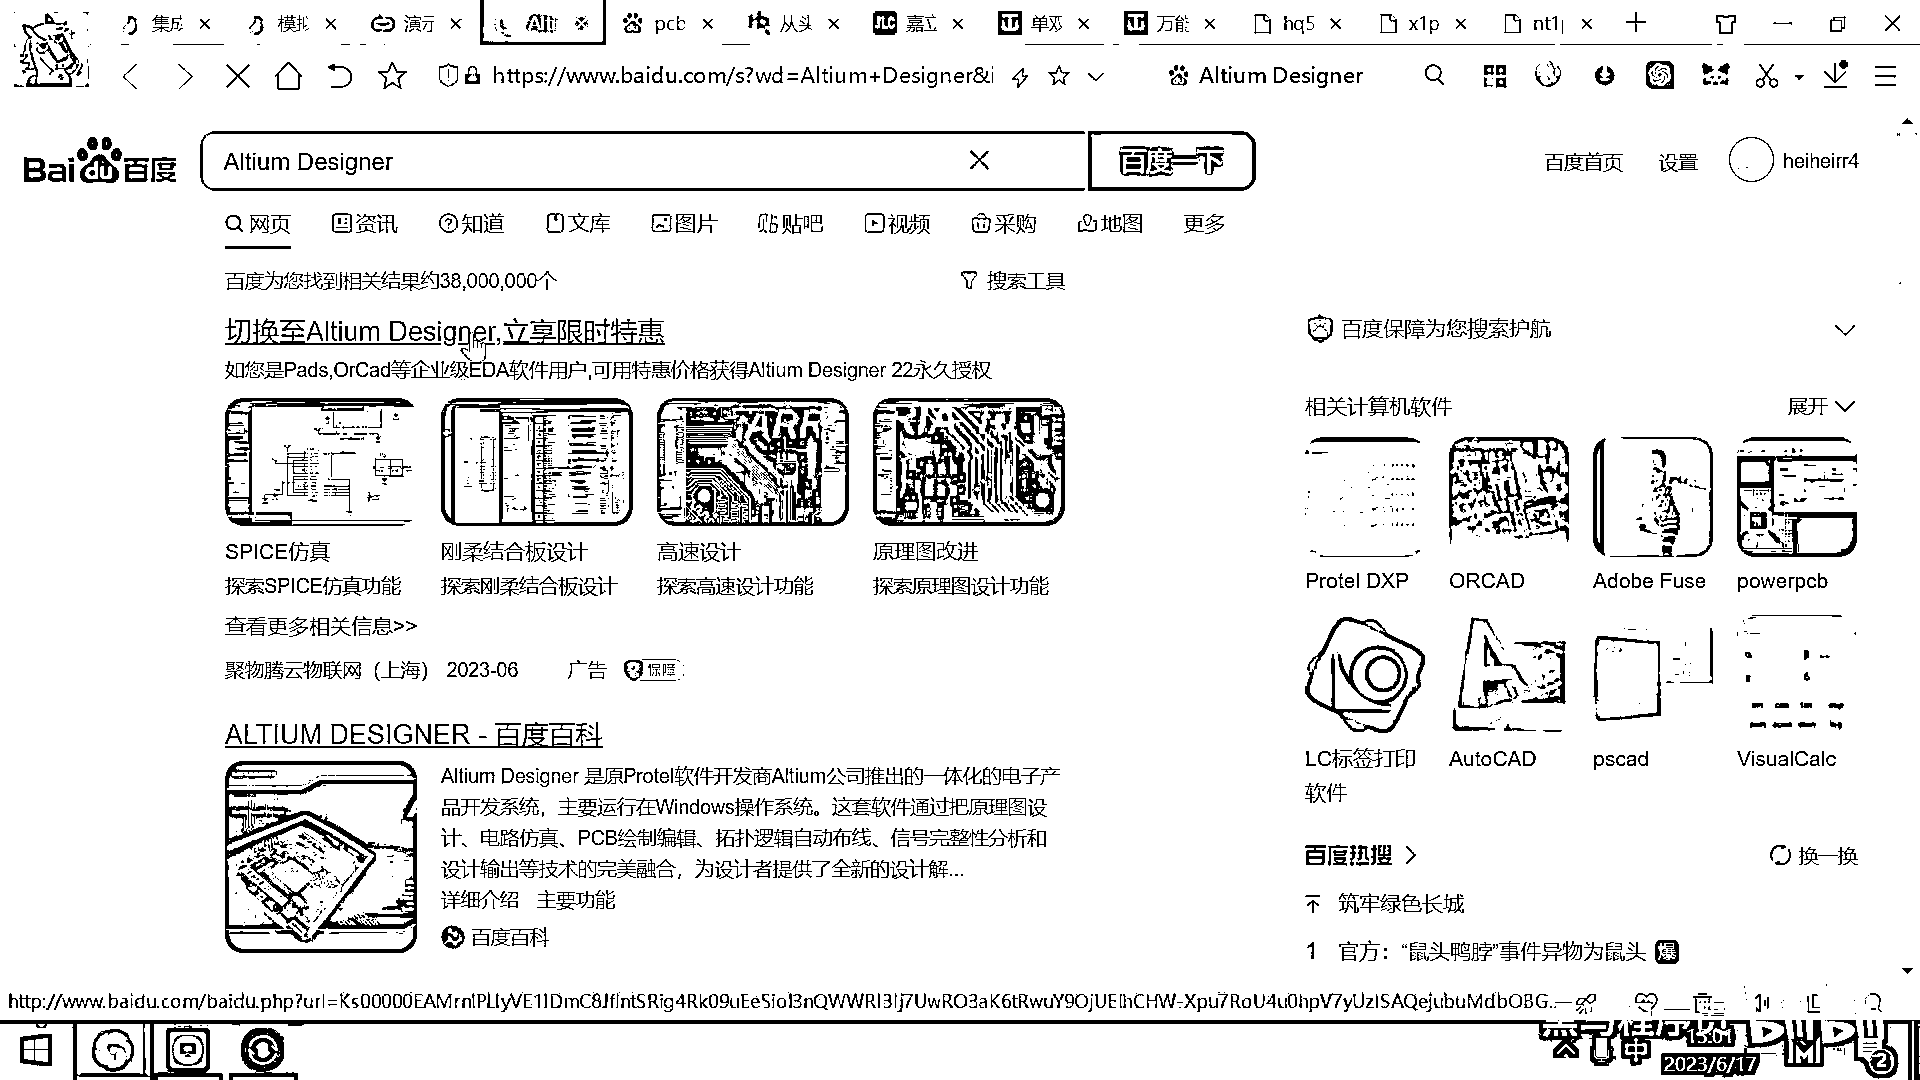 集成
模拟
演示
Alti
pcb
从头
嘉立
单双
万能
hq5
x1p
nt1
https://www.baidu.com/s?wd=Altium+Designer&i
Altium Designer
Bai du 百度
Altium Designer
百度一下
百度首页
设置
heiheirr4
网页
资讯
知道
文库
图片
贴吧
视频
采购
地图
更多
百度为您找到相关结果约38,000,000个
搜索工具
切换至Altium Designer,立享限时特惠
如您是Pads,OrCad等企业级EDA软件用户,可用特惠价格获得Altium Designer 22永久授权
SPICE仿真
刚柔结合板设计
高速设计
原理图改进
探索SPICE仿真功能
探索刚柔结合板设计
探索高速设计功能
探索原理图设计功能
查看更多相关信息>>
聚物腾云物联网（上海） 2023-06 广告 保障
ALTIUM DESIGNER - 百度百科
Altium Designer 是原Protel软件开发商Altium公司推出的一体化的电子产
品开发系统，主要运行在Windows操作系统。这套软件通过把原理图设
计、电路仿真、PCB绘制编辑、拓扑逻辑自动布线、信号完整性分析和
设计输出等技术的完美融合，为设计者提供了全新的设计解...
详细介绍 主要功能
百度百科
百度保障为您搜索护航
相关计算机软件
展开
Protel DXP
ORCAD
Adobe Fuse
powerpcb
LC标签打印
软件
AutoCAD
pscad
VisualCalc
百度热搜
换一换
筑牢绿色长城
1 官方：“鼠头鸭脖”事件异物为鼠头 爆
中
15:01
2023/6/17
2